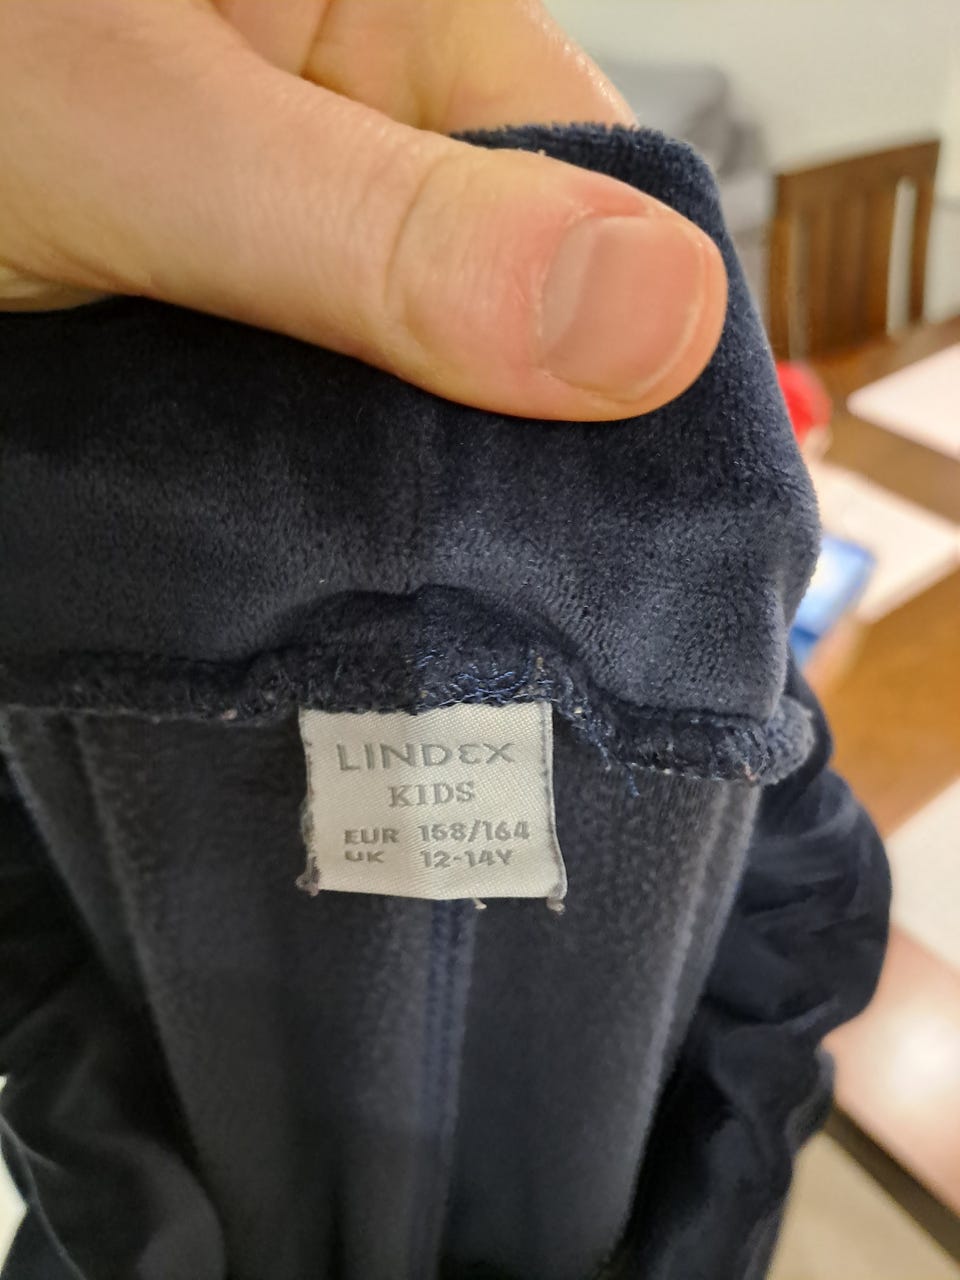 LINDEX
KIDS
EUR 158/164
UK 12-14Y